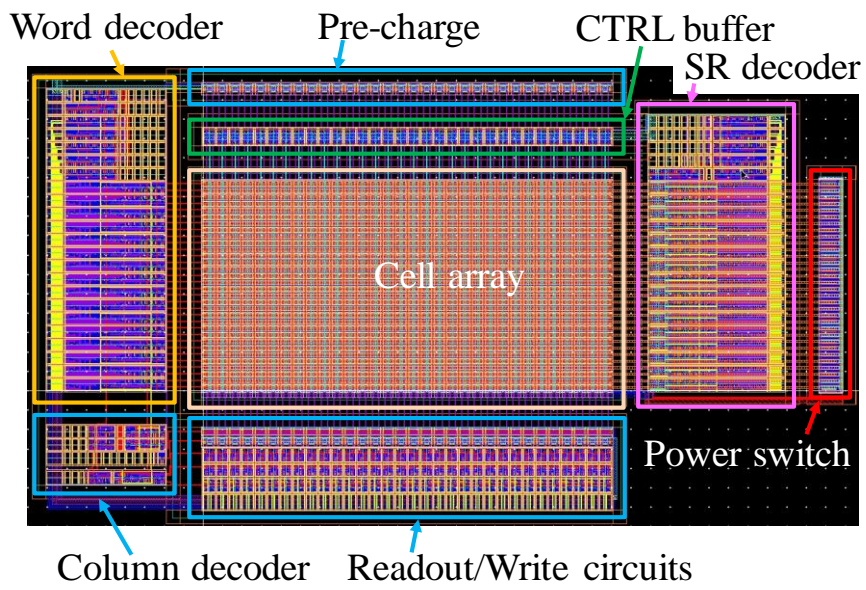 Word decoder
Pre-charge
CTRL buffer
SR decoder
Cell array
Power switch
Column decoder
Readout/Write circuits